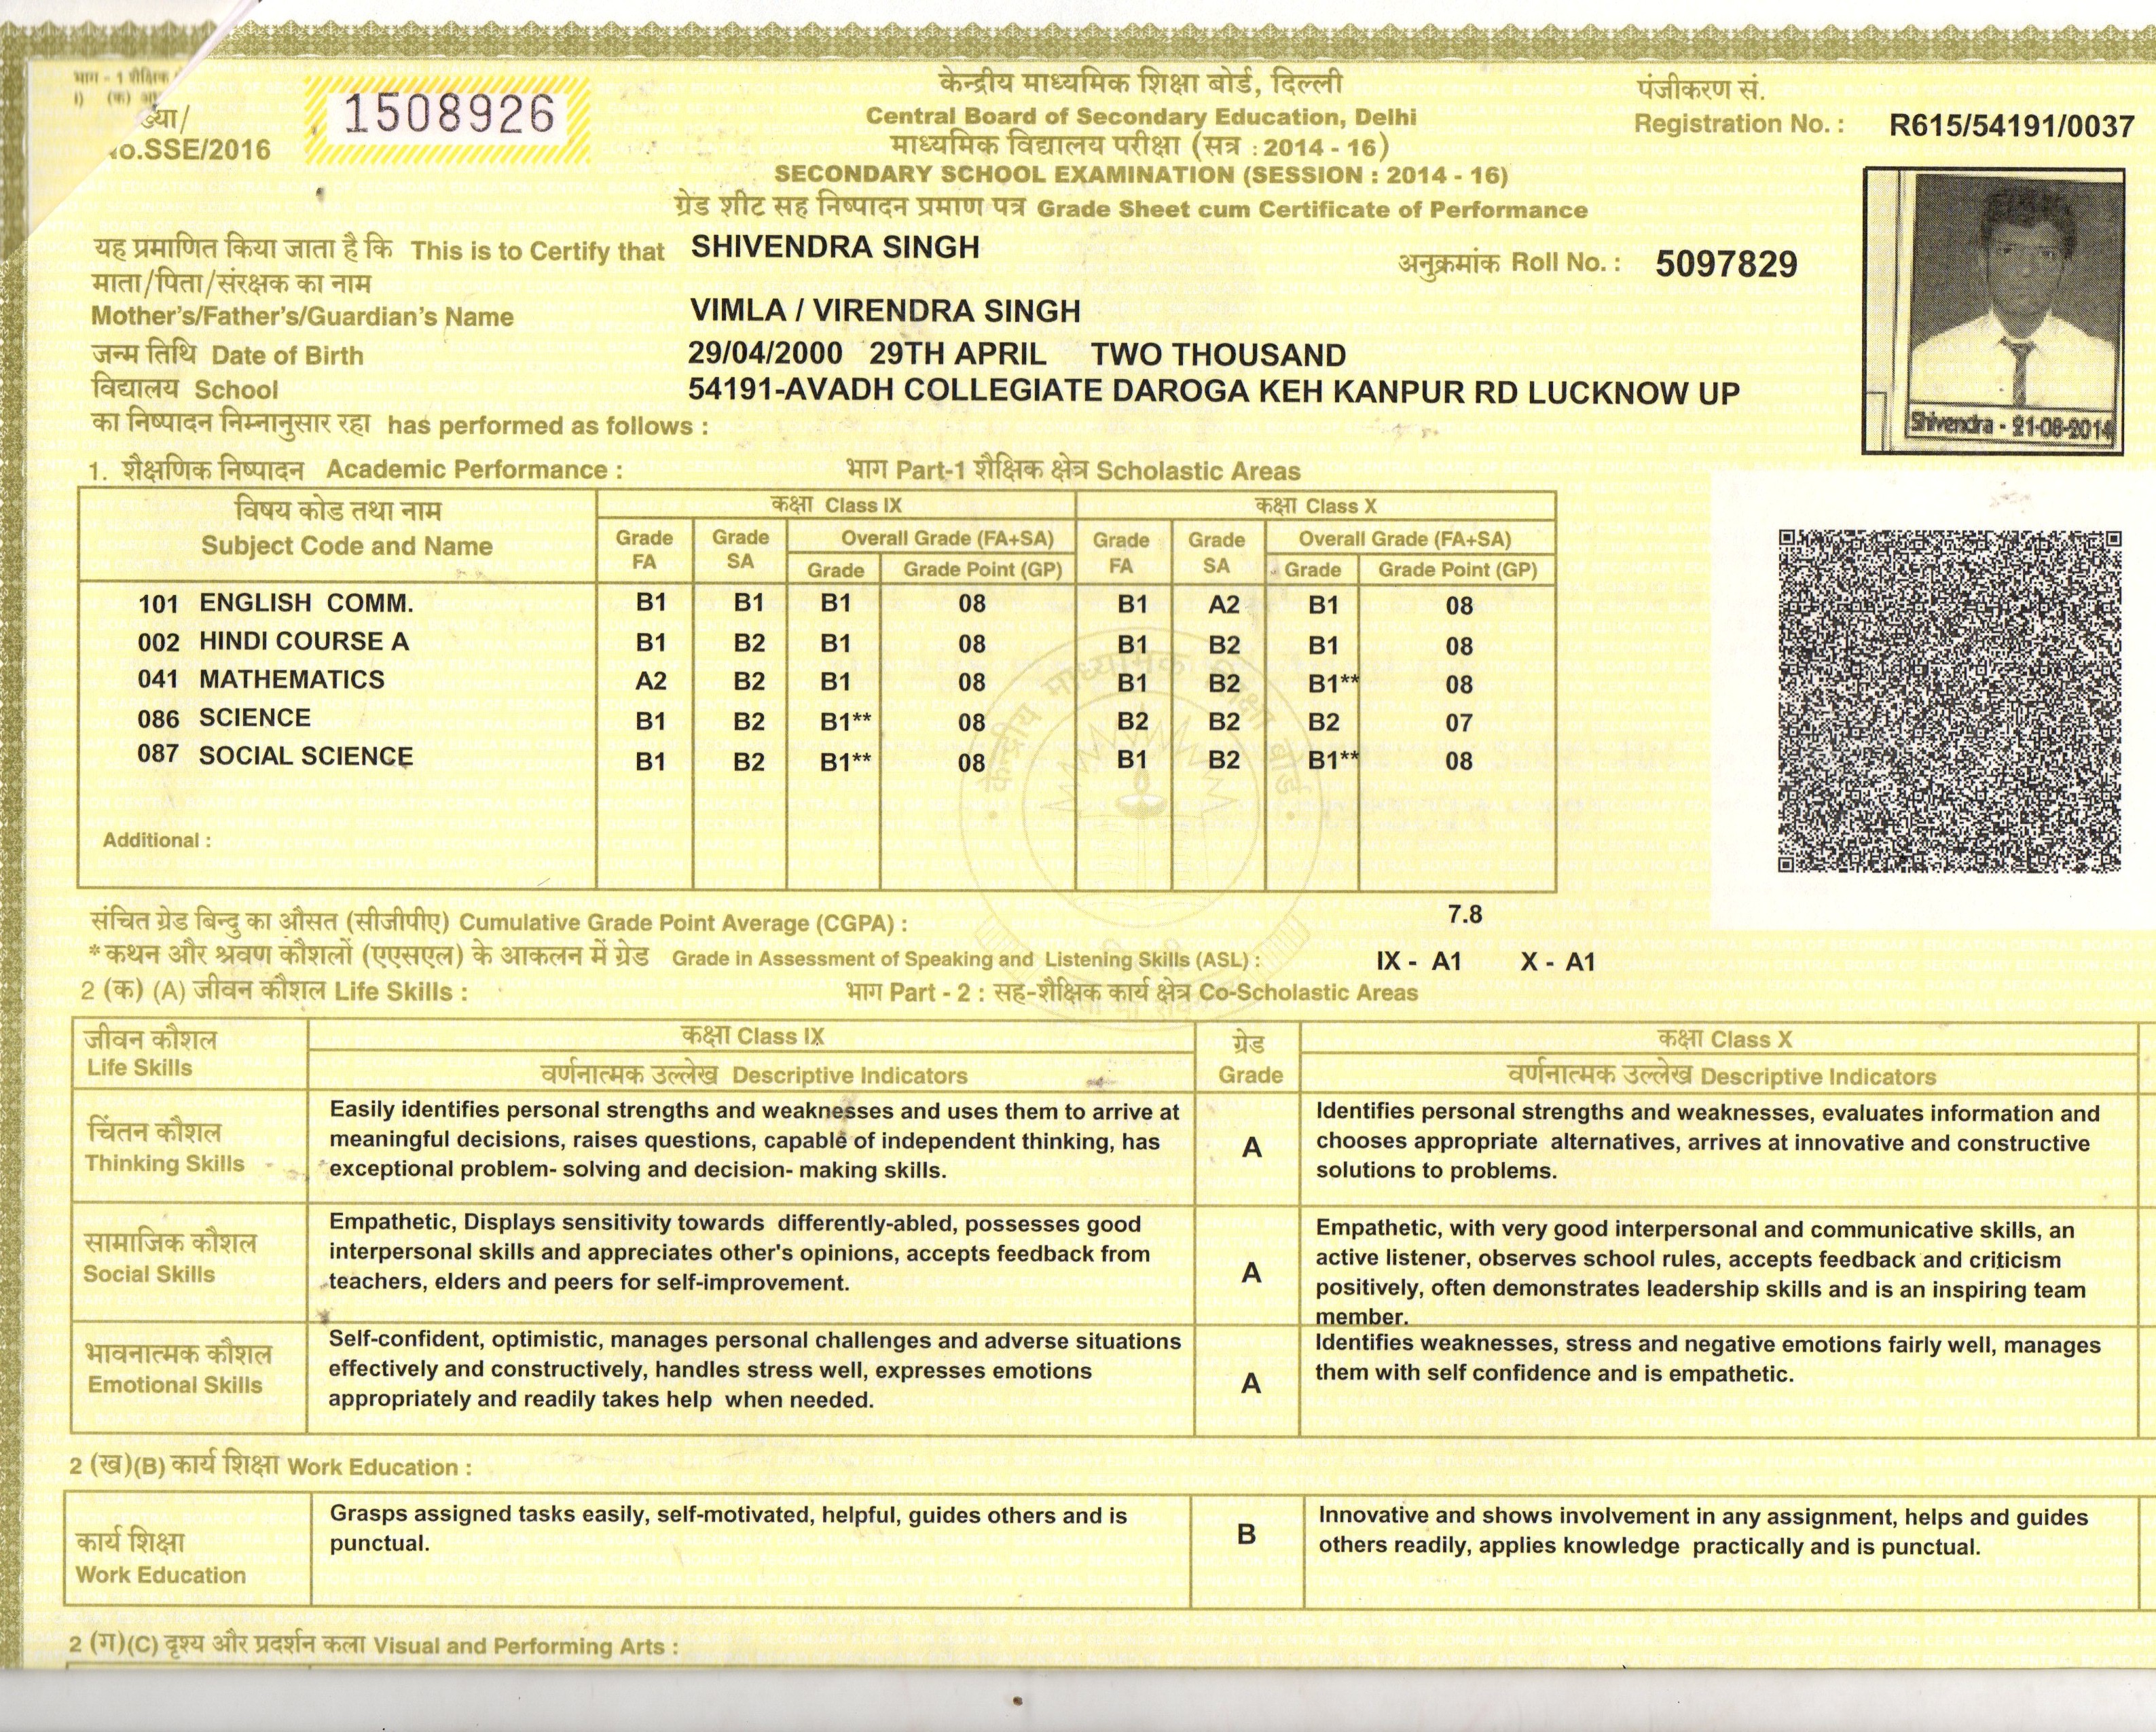 भाग - 1 शैक्षिक
1508926
ख्या/
No.SSE/2016
केन्द्रीय माध्यमिक शिक्षा बोर्ड, दिल्ली
Central Board of Secondary Education, Delhi
माध्यमिक विद्यालय परीक्षा (सत्र : 2014 - 16)
SECONDARY SCHOOL EXAMINATION (SESSION : 2014 - 16)
ग्रेड शीट सह निष्पादन प्रमाण पत्र Grade Sheet cum Certificate of Performance
पंजीकरण सं.
Registration No. : R615/54191/0037
यह प्रमाणित किया जाता है कि This is to Certify that SHIVENDRA SINGH
अनुक्रमांक Roll No. : 5097829
माता/पिता/संरक्षक का नाम
Mother's/Father's/Guardian's Name VIMLA / VIRENDRA SINGH
जन्म तिथि Date of Birth 29/04/2000 29TH APRIL TWO THOUSAND
विद्यालय School 54191-AVADH COLLEGIATE DAROGA KEH KANPUR RD LUCKNOW UP
का निष्पादन निम्नानुसार रहा has performed as follows :
Shivendra - 21-08-2014
1. शैक्षणिक निष्पादन Academic Performance : भाग Part-1 शैक्षिक क्षेत्र Scholastic Areas
विषय कोड तथा नाम
Subject Code and Name
कक्षा Class IX कक्षा Class X
Grade FA Grade SA Overall Grade (FA+SA) Grade FA Grade SA Overall Grade (FA+SA)
Grade Grade Point (GP) Grade Grade Point (GP)
101 ENGLISH COMM. B1 B1 B1 08 B1 A2 B1 08
002 HINDI COURSE A B1 B2 B1 08 B1 B2 B1 08
041 MATHEMATICS A2 B2 B1 08 B1 B2 B1** 08
086 SCIENCE B1 B2 B1** 08 B2 B2 B2 07
087 SOCIAL SCIENCE B1 B2 B1** 08 B1 B2 B1** 08
Additional :
संचित ग्रेड बिन्दु का औसत (सीजीपीए) Cumulative Grade Point Average (CGPA) : 7.8
* कथन और श्रवण कौशलों (एएसएल) के आकलन में ग्रेड Grade in Assessment of Speaking and Listening Skills (ASL) : IX - A1 X - A1
2 (क) (A) जीवन कौशल Life Skills : भाग Part - 2 : सह-शैक्षिक कार्य क्षेत्र Co-Scholastic Areas
जीवन कौशल
Life Skills
कक्षा Class IX
वर्णनात्मक उल्लेख Descriptive Indicators
ग्रेड
Grade
कक्षा Class X
वर्णनात्मक उल्लेख Descriptive Indicators
चिंतन कौशल
Thinking Skills
Easily identifies personal strengths and weaknesses and uses them to arrive at
meaningful decisions, raises questions, capable of independent thinking, has
exceptional problem- solving and decision- making skills.
A
Identifies personal strengths and weaknesses, evaluates information and
chooses appropriate alternatives, arrives at innovative and constructive
solutions to problems.
सामाजिक कौशल
Social Skills
Empathetic, Displays sensitivity towards differently-abled, possesses good
interpersonal skills and appreciates other's opinions, accepts feedback from
teachers, elders and peers for self-improvement.
A
Empathetic, with very good interpersonal and communicative skills, an
active listener, observes school rules, accepts feedback and criticism
positively, often demonstrates leadership skills and is an inspiring team
member.
भावनात्मक कौशल
Emotional Skills
Self-confident, optimistic, manages personal challenges and adverse situations
effectively and constructively, handles stress well, expresses emotions
appropriately and readily takes help when needed.
A
Identifies weaknesses, stress and negative emotions fairly well, manages
them with self confidence and is empathetic.
2 (ख)(B) कार्य शिक्षा Work Education :
कार्य शिक्षा
Work Education
Grasps assigned tasks easily, self-motivated, helpful, guides others and is
punctual.
B
Innovative and shows involvement in any assignment, helps and guides
others readily, applies knowledge practically and is punctual.
2 (ग)(C) दृश्य और प्रदर्शन कला Visual and Performing Arts :